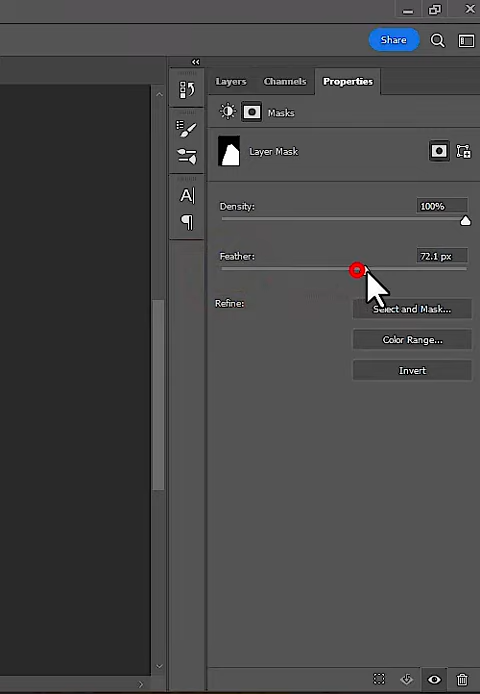 Share
Layers Channels Properties
Masks
Layer Mask
Density: 100%
Feather: 72.1 px
Refine: Select and Mask...
Color Range...
Invert